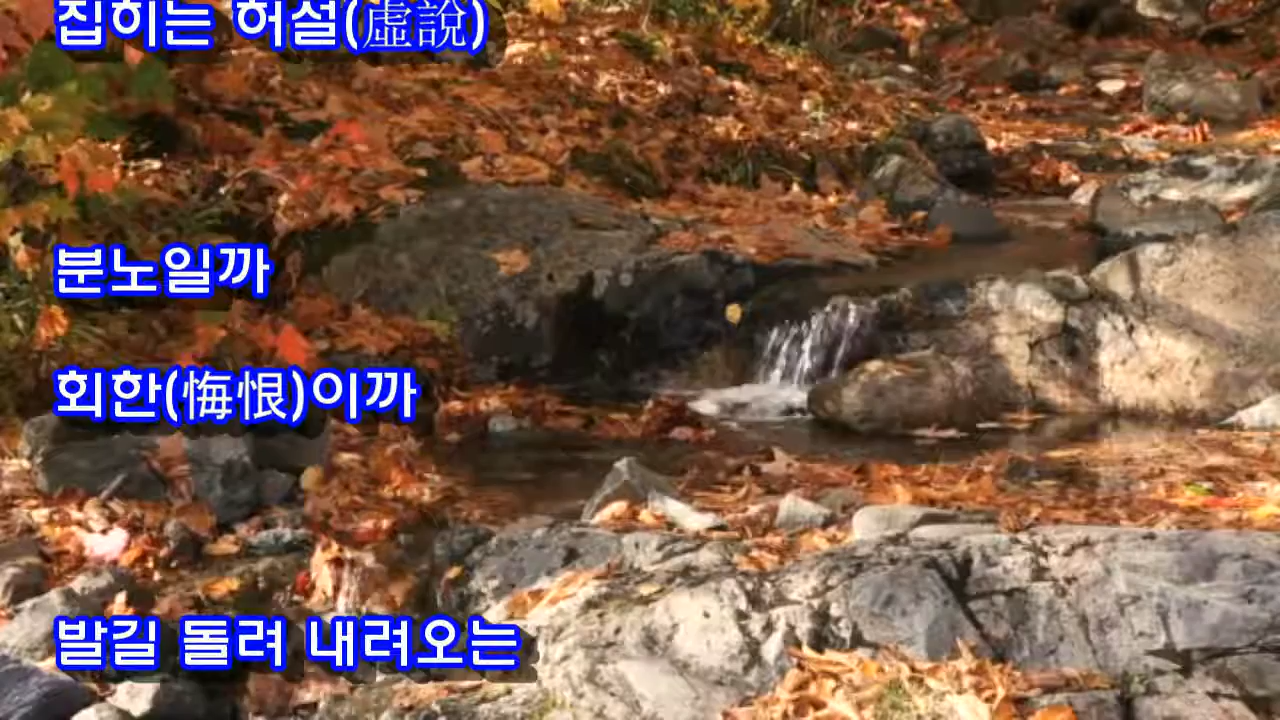 집히는 허설(虛說)
분노일까
회한(悔恨)이까
발길 돌려 내려오는